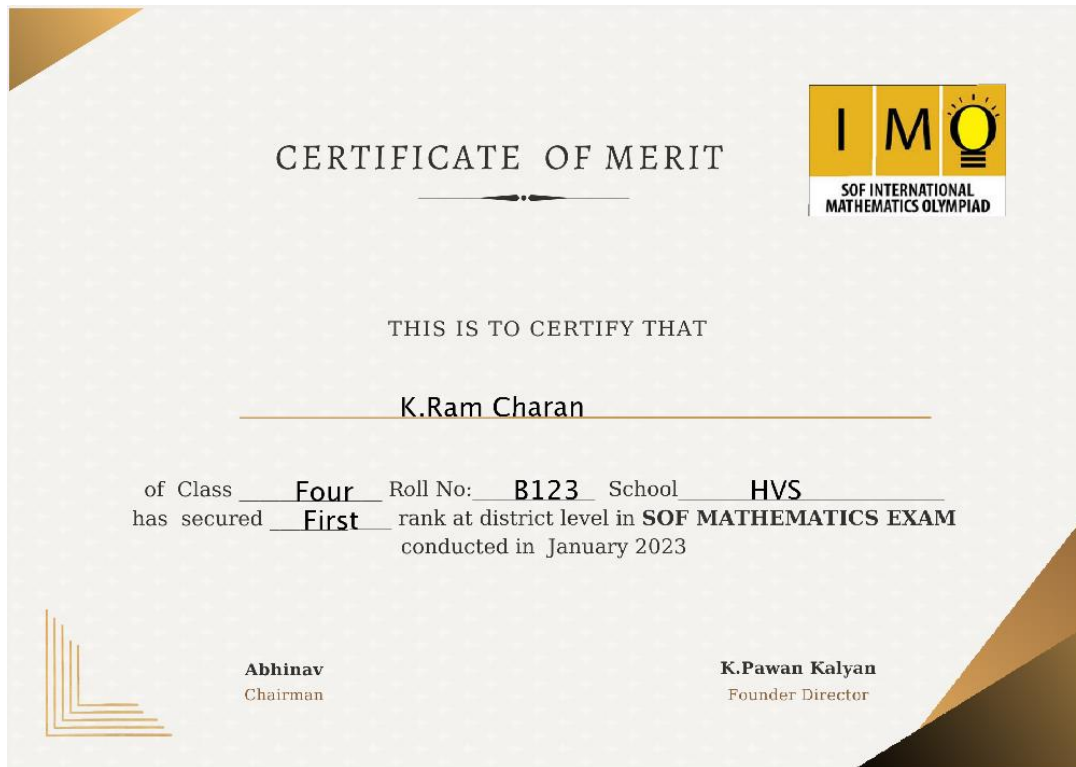 CERTIFICATE OF MERIT
I M O
SOF INTERNATIONAL
MATHEMATICS OLYMPIAD
THIS IS TO CERTIFY THAT
K.Ram Charan
of Class Four Roll No: B123 School HVS
has secured First rank at district level in SOF MATHEMATICS EXAM
conducted in January 2023
Abhinav
Chairman
K.Pawan Kalyan
Founder Director